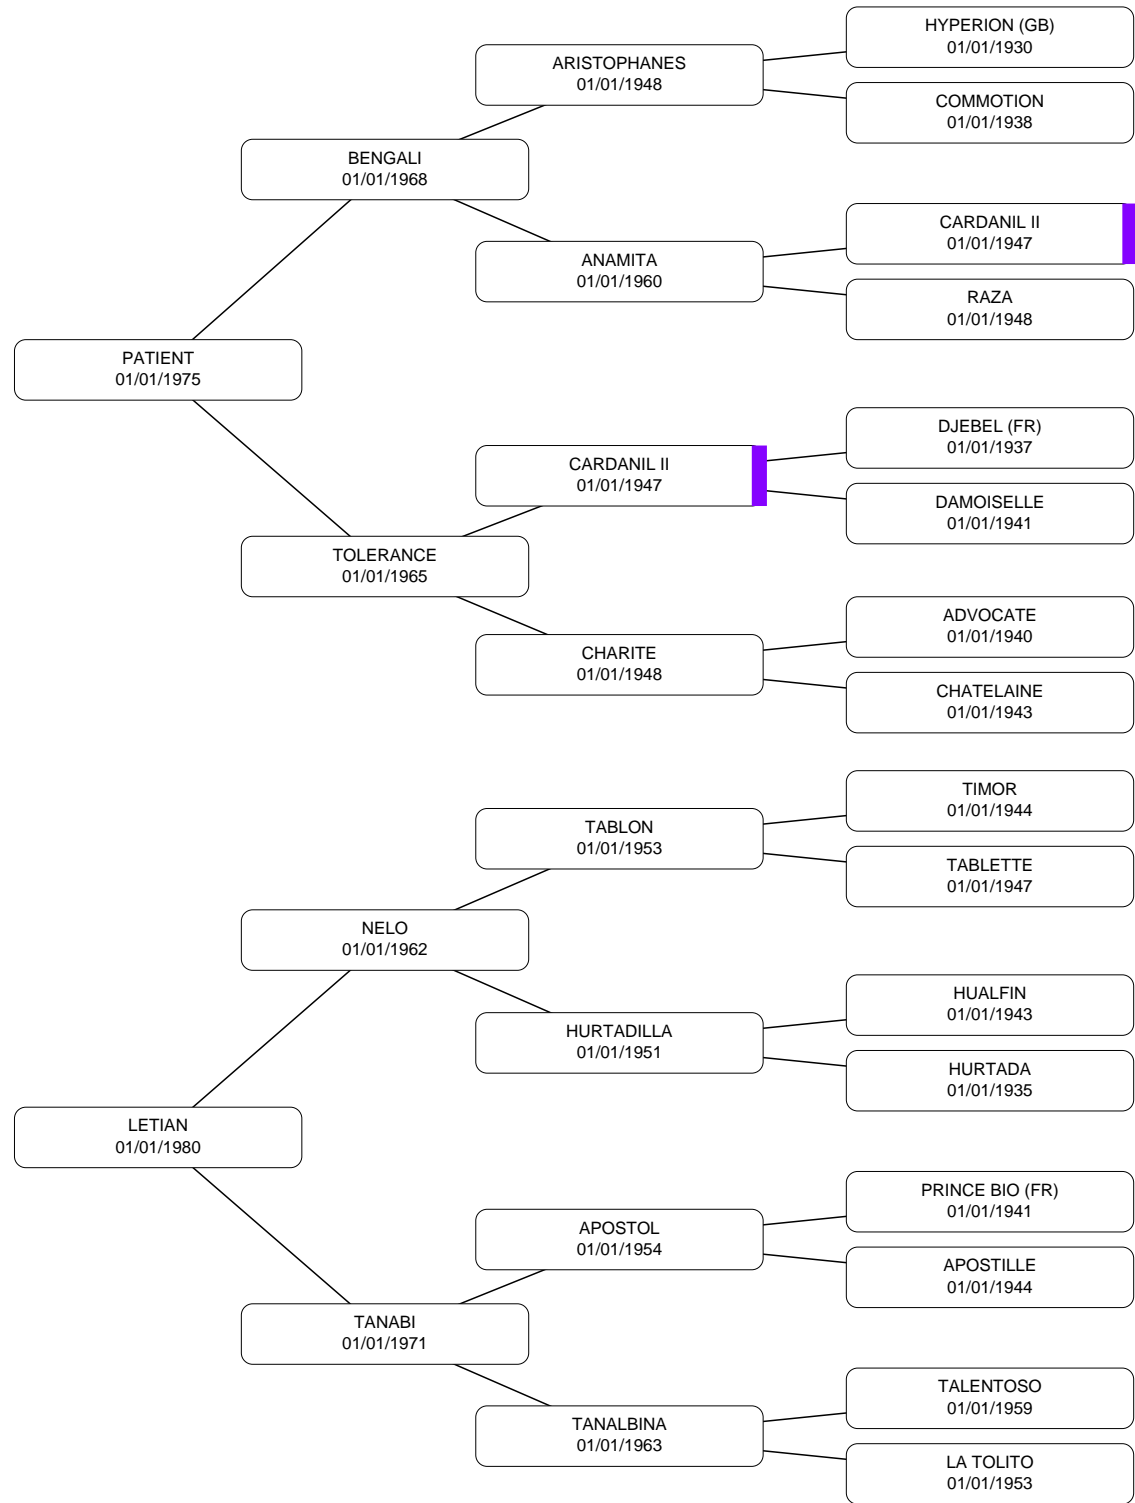 HYPERION (GB)
01/01/1930
ARISTOPHANES
01/01/1948
COMMOTION
01/01/1938
BENGALI
01/01/1968
CARDANIL II
01/01/1947
ANAMITA
01/01/1960
RAZA
01/01/1948
PATIENT
01/01/1975
DJEBEL (FR)
01/01/1937
CARDANIL II
01/01/1947
DAMOISELLE
01/01/1941
TOLERANCE
01/01/1965
ADVOCATE
01/01/1940
CHARITE
01/01/1948
CHATELAINE
01/01/1943
TIMOR
01/01/1944
TABLON
01/01/1953
TABLETTE
01/01/1947
NELO
01/01/1962
HUALFIN
01/01/1943
HURTADILLA
01/01/1951
HURTADA
01/01/1935
LETIAN
01/01/1980
PRINCE BIO (FR)
01/01/1941
APOSTOL
01/01/1954
APOSTILLE
01/01/1944
TANABI
01/01/1971
TALENTOSO
01/01/1959
TANALBINA
01/01/1963
LA TOLITO
01/01/1953